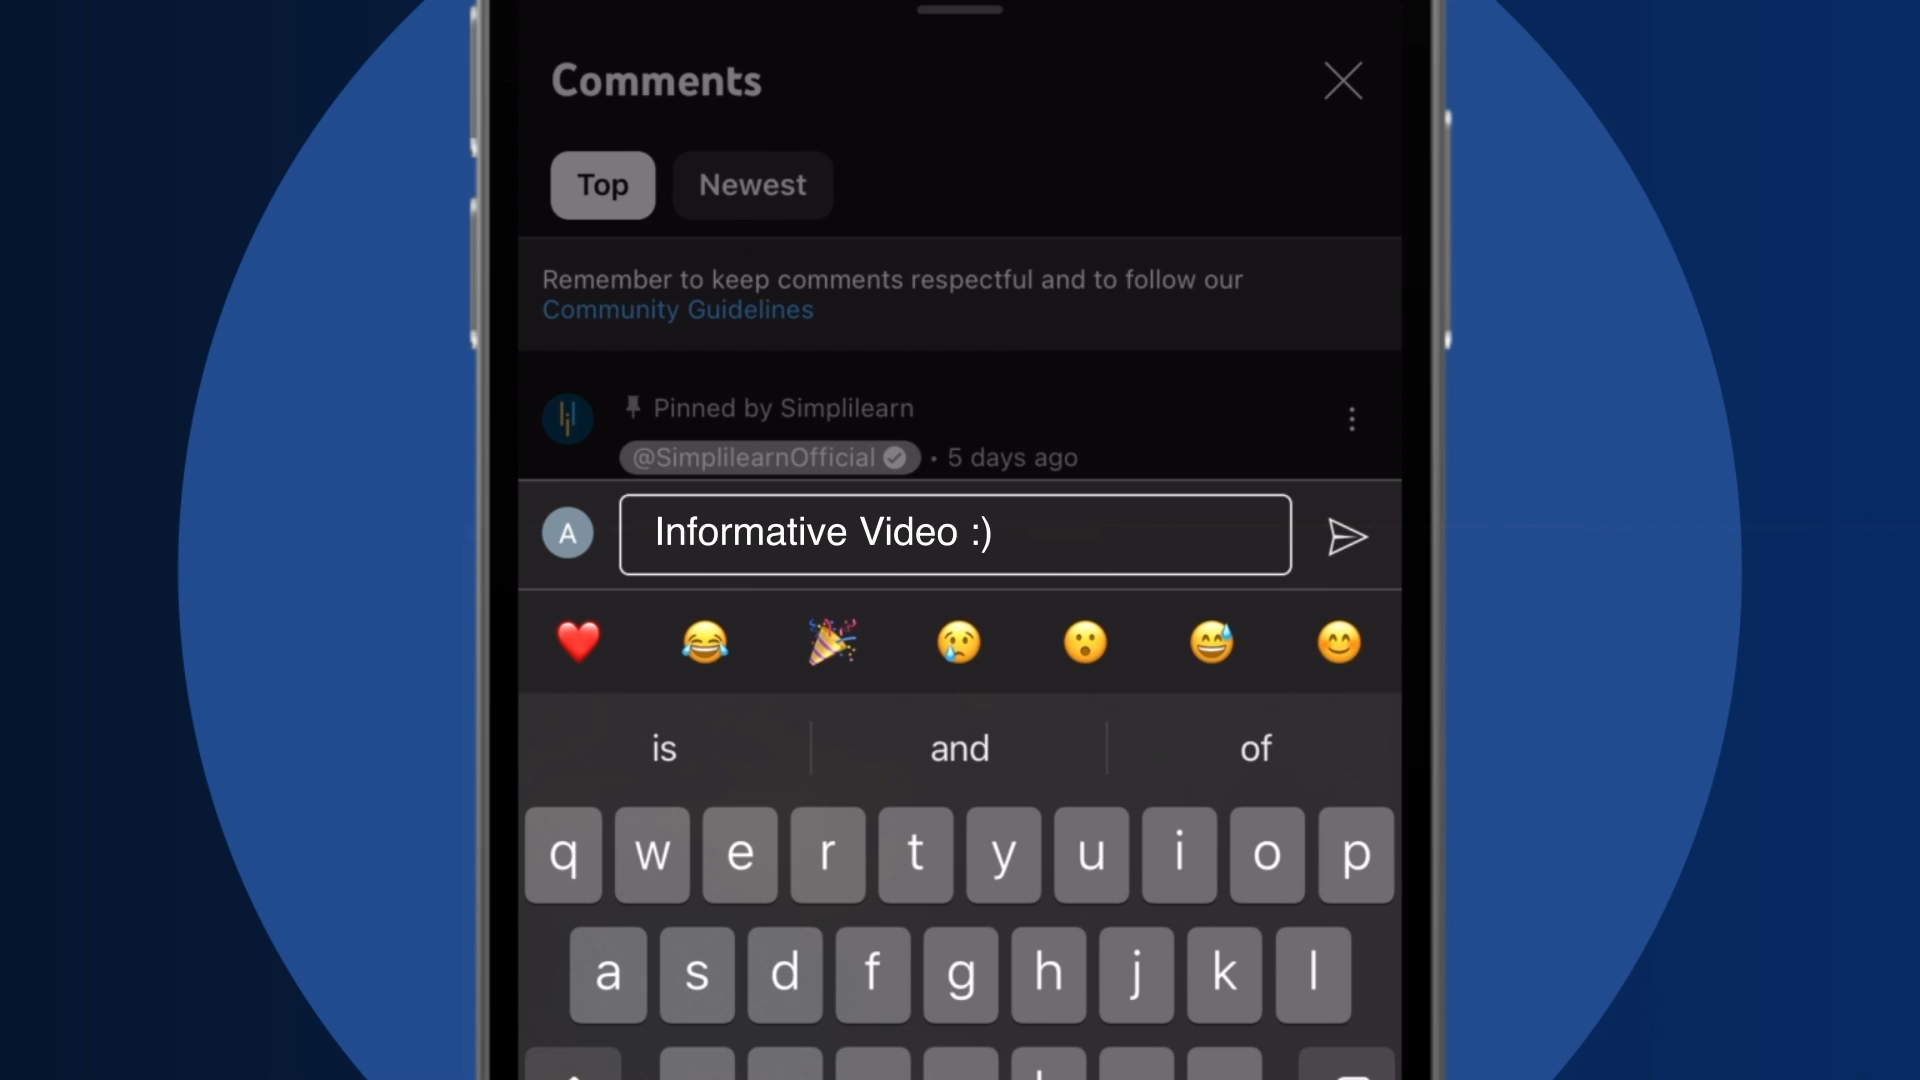 Comments
Top Newest
Remember to keep comments respectful and to follow our
Community Guidelines
Pinned by Simplilearn
@SimplilearnOfficial • 5 days ago
A Informative Video :)
is and of
q w e r t y u i o p
a s d f g h j k l